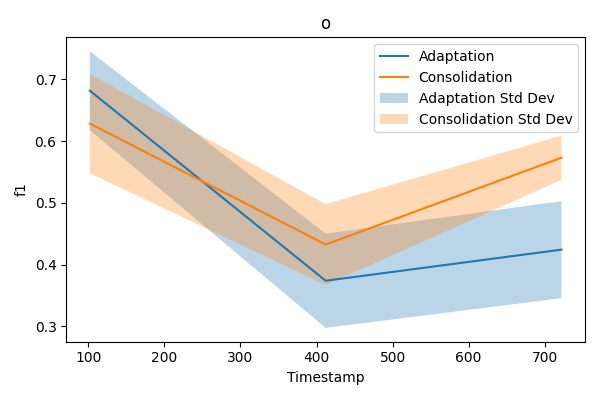 o
Adaptation
Consolidation
Adaptation Std Dev
Consolidation Std Dev
f1
0.7
0.6
0.5
0.4
0.3
100 200 300 400 500 600 700
Timestamp